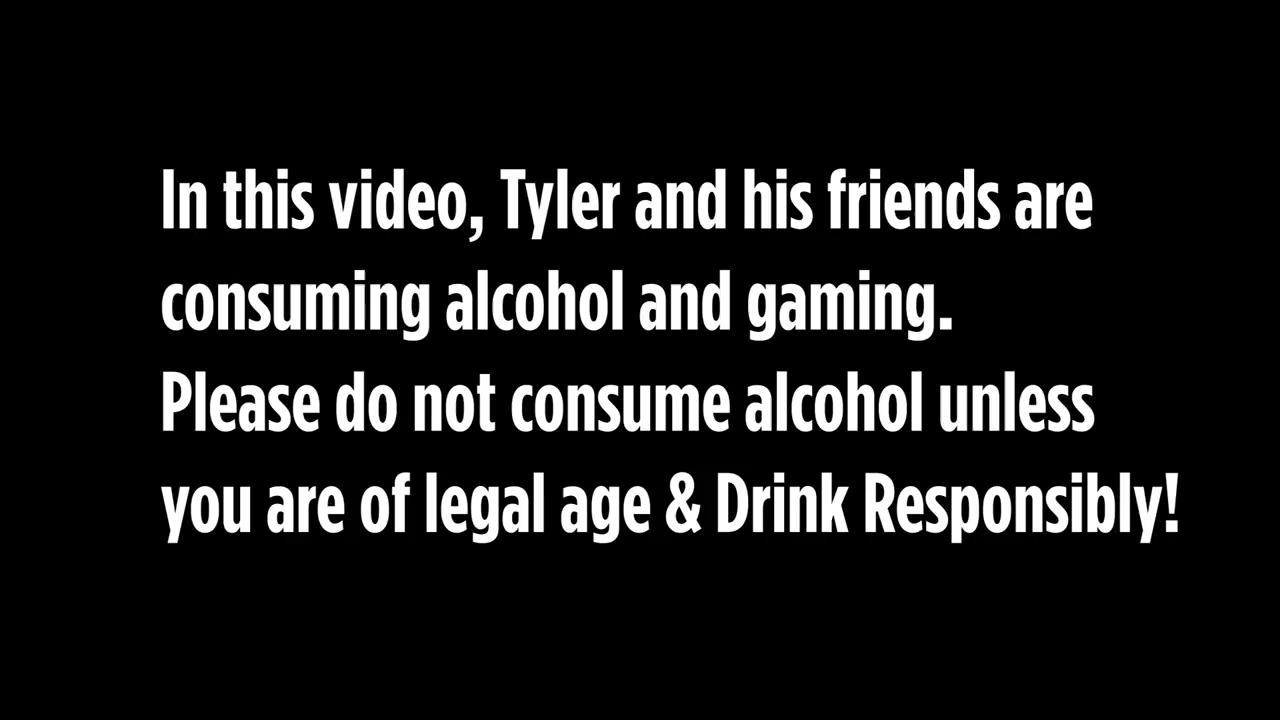 In this video, Tyler and his friends are
consuming alcohol and gaming.
Please do not consume alcohol unless
you are of legal age & Drink Responsibly!